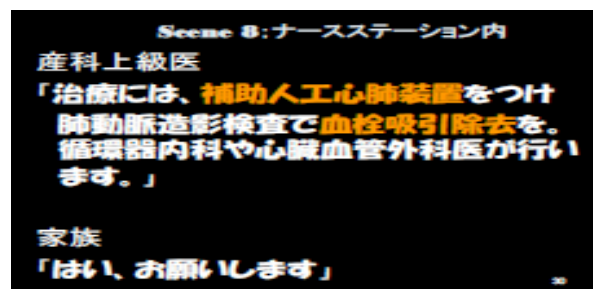 Scene 8:ナースステーション内
産科上級医
「治療には、補助人工心肺装置をつけ
肺動脈造影検査で血栓吸引除去を。
循環器内科や心臓血管外科医が行い
ます。」
家族
「はい、お願いします」